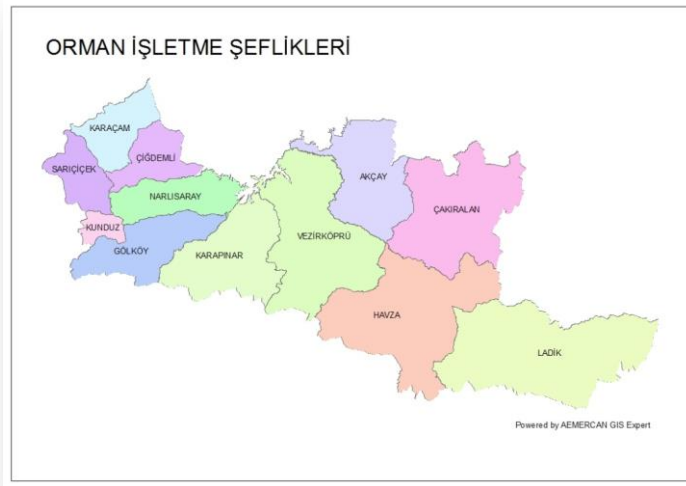 ORMAN İŞLETME ŞEFLİKLERİ
KARAÇAM
ÇİĞDEMLİ
SARIÇİÇEK
AKÇAY
NARLISARAY
ÇAKIRALAN
KUNDUZ
VEZİRKÖPRÜ
GÖLKÖY
KARAPINAR
HAVZA
LADİK
Powered by AEMERCAN GIS Expert